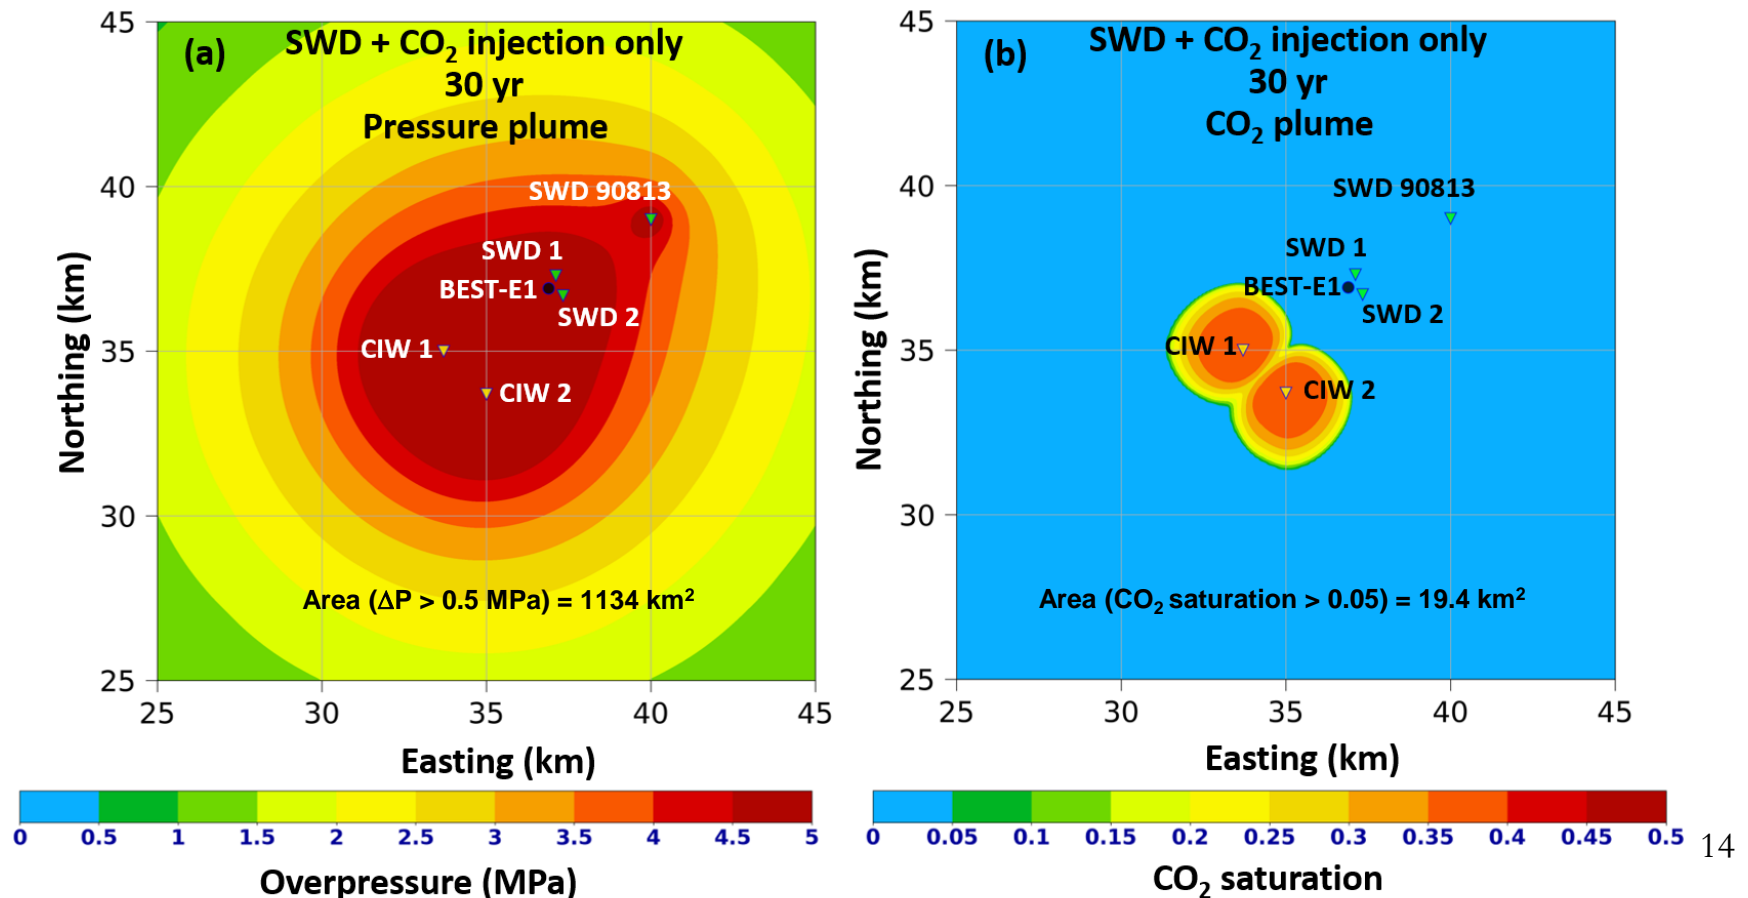 (a)
SWD + CO₂ injection only
30 yr
Pressure plume
45
40
35
30
25
Northing (km)
SWD 90813
SWD 1
BEST-E1
SWD 2
CIW 1
CIW 2
Area (ΔP > 0.5 MPa) = 1134 km²
25 30 35 40 45
Easting (km)
0 0.5 1 1.5 2 2.5 3 3.5 4 4.5 5
Overpressure (MPa)
(b)
SWD + CO₂ injection only
30 yr
CO₂ plume
45
40
35
30
25
Northing (km)
SWD 90813
SWD 1
BEST-E1
SWD 2
CIW 1
CIW 2
Area (CO₂ saturation > 0.05) = 19.4 km²
25 30 35 40 45
Easting (km)
0 0.05 0.1 0.15 0.2 0.25 0.3 0.35 0.4 0.45 0.5
CO₂ saturation
14